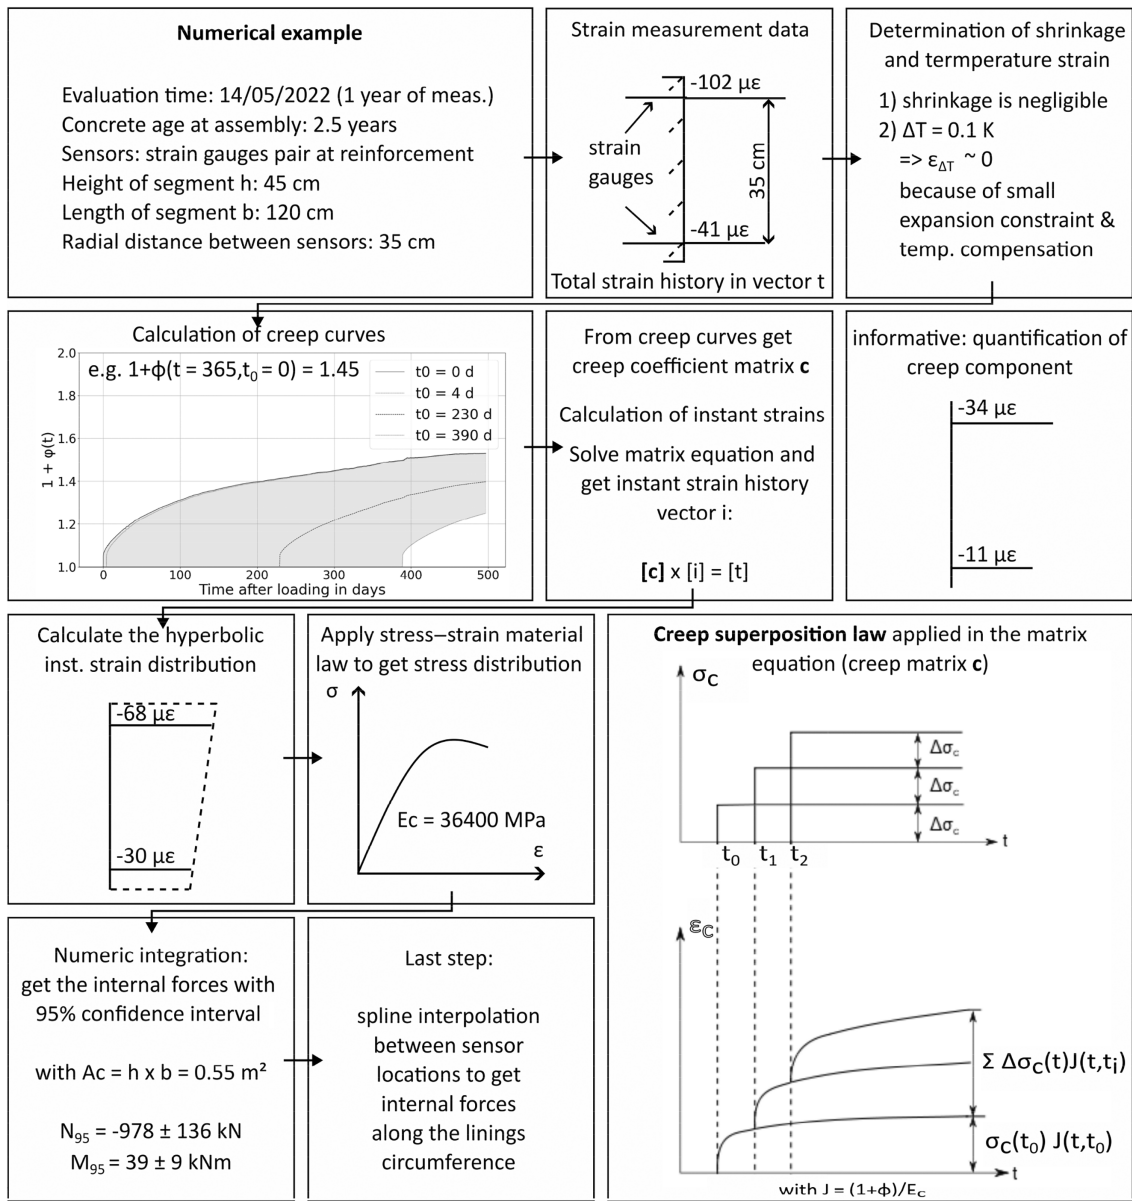 Numerical example
Evaluation time: 14/05/2022 (1 year of meas.)
Concrete age at assembly: 2.5 years
Sensors: strain gauges pair at reinforcement
Height of segment h: 45 cm
Length of segment b: 120 cm
Radial distance between sensors: 35 cm
Strain measurement data
-102 με
strain
gauges
35 cm
-41 με
Total strain history in vector t
Determination of shrinkage
and termperature strain
1) shrinkage is negligible
2) ΔT = 0.1 K
=> ε_ΔT ~ 0
because of small
expansion constraint &
temp. compensation
Calculation of creep curves
e.g. 1+ϕ(t = 365,t₀ = 0) = 1.45
t0 = 0 d
t0 = 4 d
t0 = 230 d
t0 = 390 d
1 + φ(t)
2.0
1.8
1.6
1.4
1.2
1.0
0 100 200 300 400 500
Time after loading in days
From creep curves get
creep coefficient matrix c
Calculation of instant strains
Solve matrix equation and
get instant strain history
vector i:
[c] x [i] = [t]
informative: quantification of
creep component
-34 με
-11 με
Calculate the hyperbolic
inst. strain distribution
-68 με
-30 με
Apply stress–strain material
law to get stress distribution
σ
Ec = 36400 MPa
ε
Creep superposition law applied in the matrix
equation (creep matrix c)
σc
Δσc
Δσc
Δσc
t₀ t₁ t₂
t
εc
Σ Δσc(t)J(t,ti)
σc(t₀) J(t,t₀)
t
with J = (1+ϕ)/Ec
Numeric integration:
get the internal forces with
95% confidence interval
with Ac = h x b = 0.55 m²
N₉₅ = -978 ± 136 kN
M₉₅ = 39 ± 9 kNm
Last step:
spline interpolation
between sensor
locations to get
internal forces
along the linings
circumference